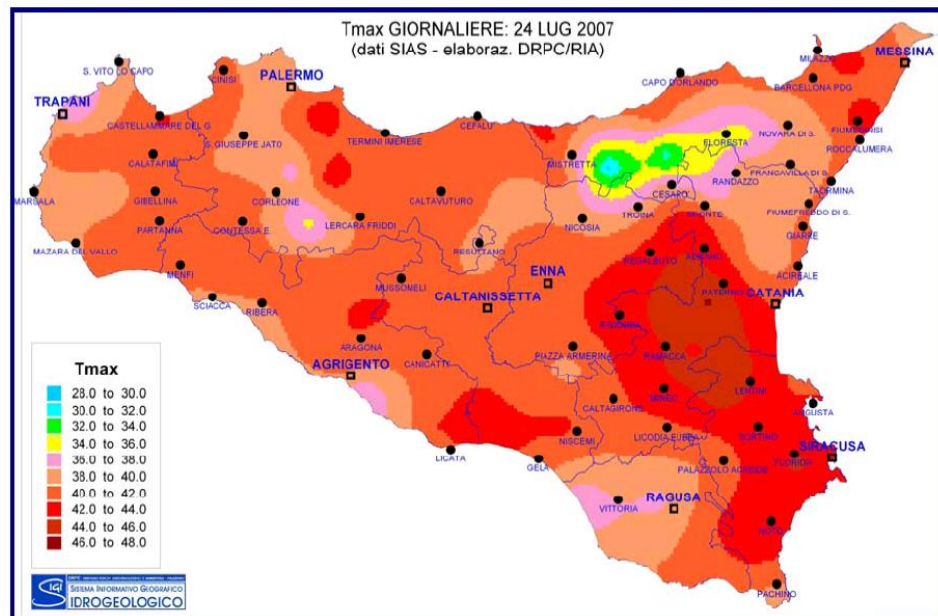 Tmax GIORNALIERE: 24 LUG 2007
(dati SIAS - elaboraz. DRPC/RIA)
MESSINA
MILAZZO
S. VITO LO CAPO
CINISI
PALERMO
CAPO D'ORLANDO
BARCELLONA PDG
TRAPANI
CASTELLAMMARE DEL G.
CEFALU'
FIUMEDINISI
S. GIUSEPPE JATO
TERMINI IMERESE
FLORESTA
NOVARA DI S.
ROCCALUMERA
CALATAFIMI
MISTRETTA
FRANCAVILLA DI S.
RANDAZZO
CESARO'
TAORMINA
MARSALA
GIBELLINA
CORLEONE
CALTAVUTURO
TROINA
BRONTE
FIUMEFREDDO DI S.
PARTANNA
CONTESSA E.
LERCARA FRIDDI
NICOSIA
GIARRE
MAZARA DEL VALLO
RESUTTANO
REGALBUTO
ADRANO
MENFI
MUSSOMELI
ENNA
ACIREALE
PATERNO'
SCIACCA
RIBERA
CALTANISSETTA
CATANIA
RADDUSA
ARAGONA
CANICATTI'
PIAZZA ARMERINA
RAMACCA
AGRIGENTO
MINEO
LENTINI
CALTAGIRONE
AUGUSTA
LICATA
NISCEMI
LICODIA EUBEA
SORTINO
SIRACUSA
GELA
PALAZZOLO ACREIDE
FLORIDIA
VITTORIA
RAGUSA
NOTO
PACHINO
Tmax
28.0 to 30.0
30.0 to 32.0
32.0 to 34.0
34.0 to 36.0
36.0 to 38.0
38.0 to 40.0
40.0 to 42.0
42.0 to 44.0
44.0 to 46.0
46.0 to 48.0
SIGI
SISTEMA INFORMATIVO GEOGRAFICO
IDROGEOLOGICO